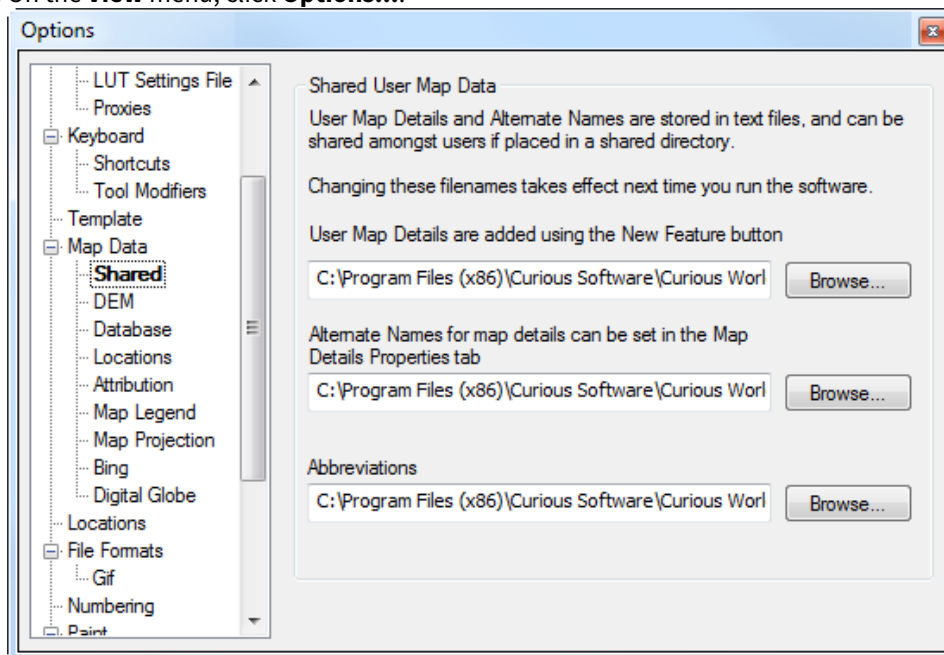 On the View menu, click Options....
Options
LUT Settings File
Proxies
Keyboard
Shortcuts
Tool Modifiers
Template
Map Data
Shared
DEM
Database
Locations
Attribution
Map Legend
Map Projection
Bing
Digital Globe
Locations
File Formats
Gif
Numbering
Paint
Shared User Map Data
User Map Details and Alternate Names are stored in text files, and can be
shared amongst users if placed in a shared directory.
Changing these filenames takes effect next time you run the software.
User Map Details are added using the New Feature button
C:\Program Files (x86)\Curious Software\Curious Worl
Browse...
Alternate Names for map details can be set in the Map
Details Properties tab
C:\Program Files (x86)\Curious Software\Curious Worl
Browse...
Abbreviations
C:\Program Files (x86)\Curious Software\Curious Worl
Browse...